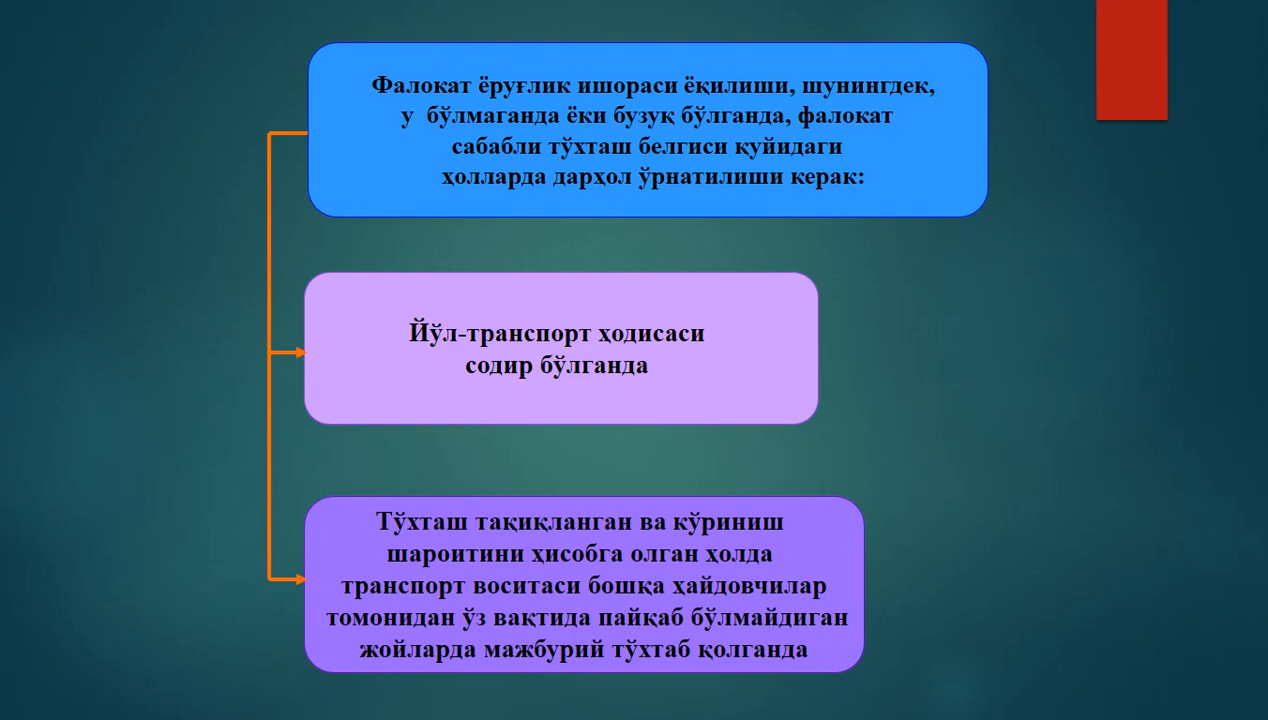 Фалокат ёруғлик ишораси ёқилиши, шунингдек,
у бўлмаганда ёки бузуқ бўлганда, фалокат
сабабли тўхташ белгиси қуйидаги
ҳолларда дарҳол ўрнатилиши керак:
Йўл-транспорт ҳодисаси
содир бўлганда
Тўхташ тақиқланган ва кўриниш
шароитини ҳисобга олган ҳолда
транспорт воситаси бошқа ҳайдовчилар
томонидан ўз вақтида пайқаб бўлмайдиган
жойларда мажбурий тўхтаб қолганда